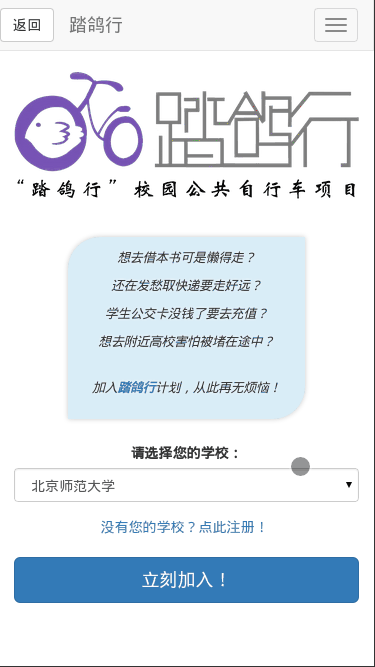 返回 踏鸽行
踏鸽行
“踏鸽行”校园公共自行车项目
想去借本书可是懒得走？
还在发愁取快递要走好远？
学生公交卡没钱了要去充值？
想去附近高校害怕被堵在途中？
加入踏鸽行计划，从此再无烦恼！
请选择您的学校：
北京师范大学
没有您的学校？点此注册！
立刻加入！